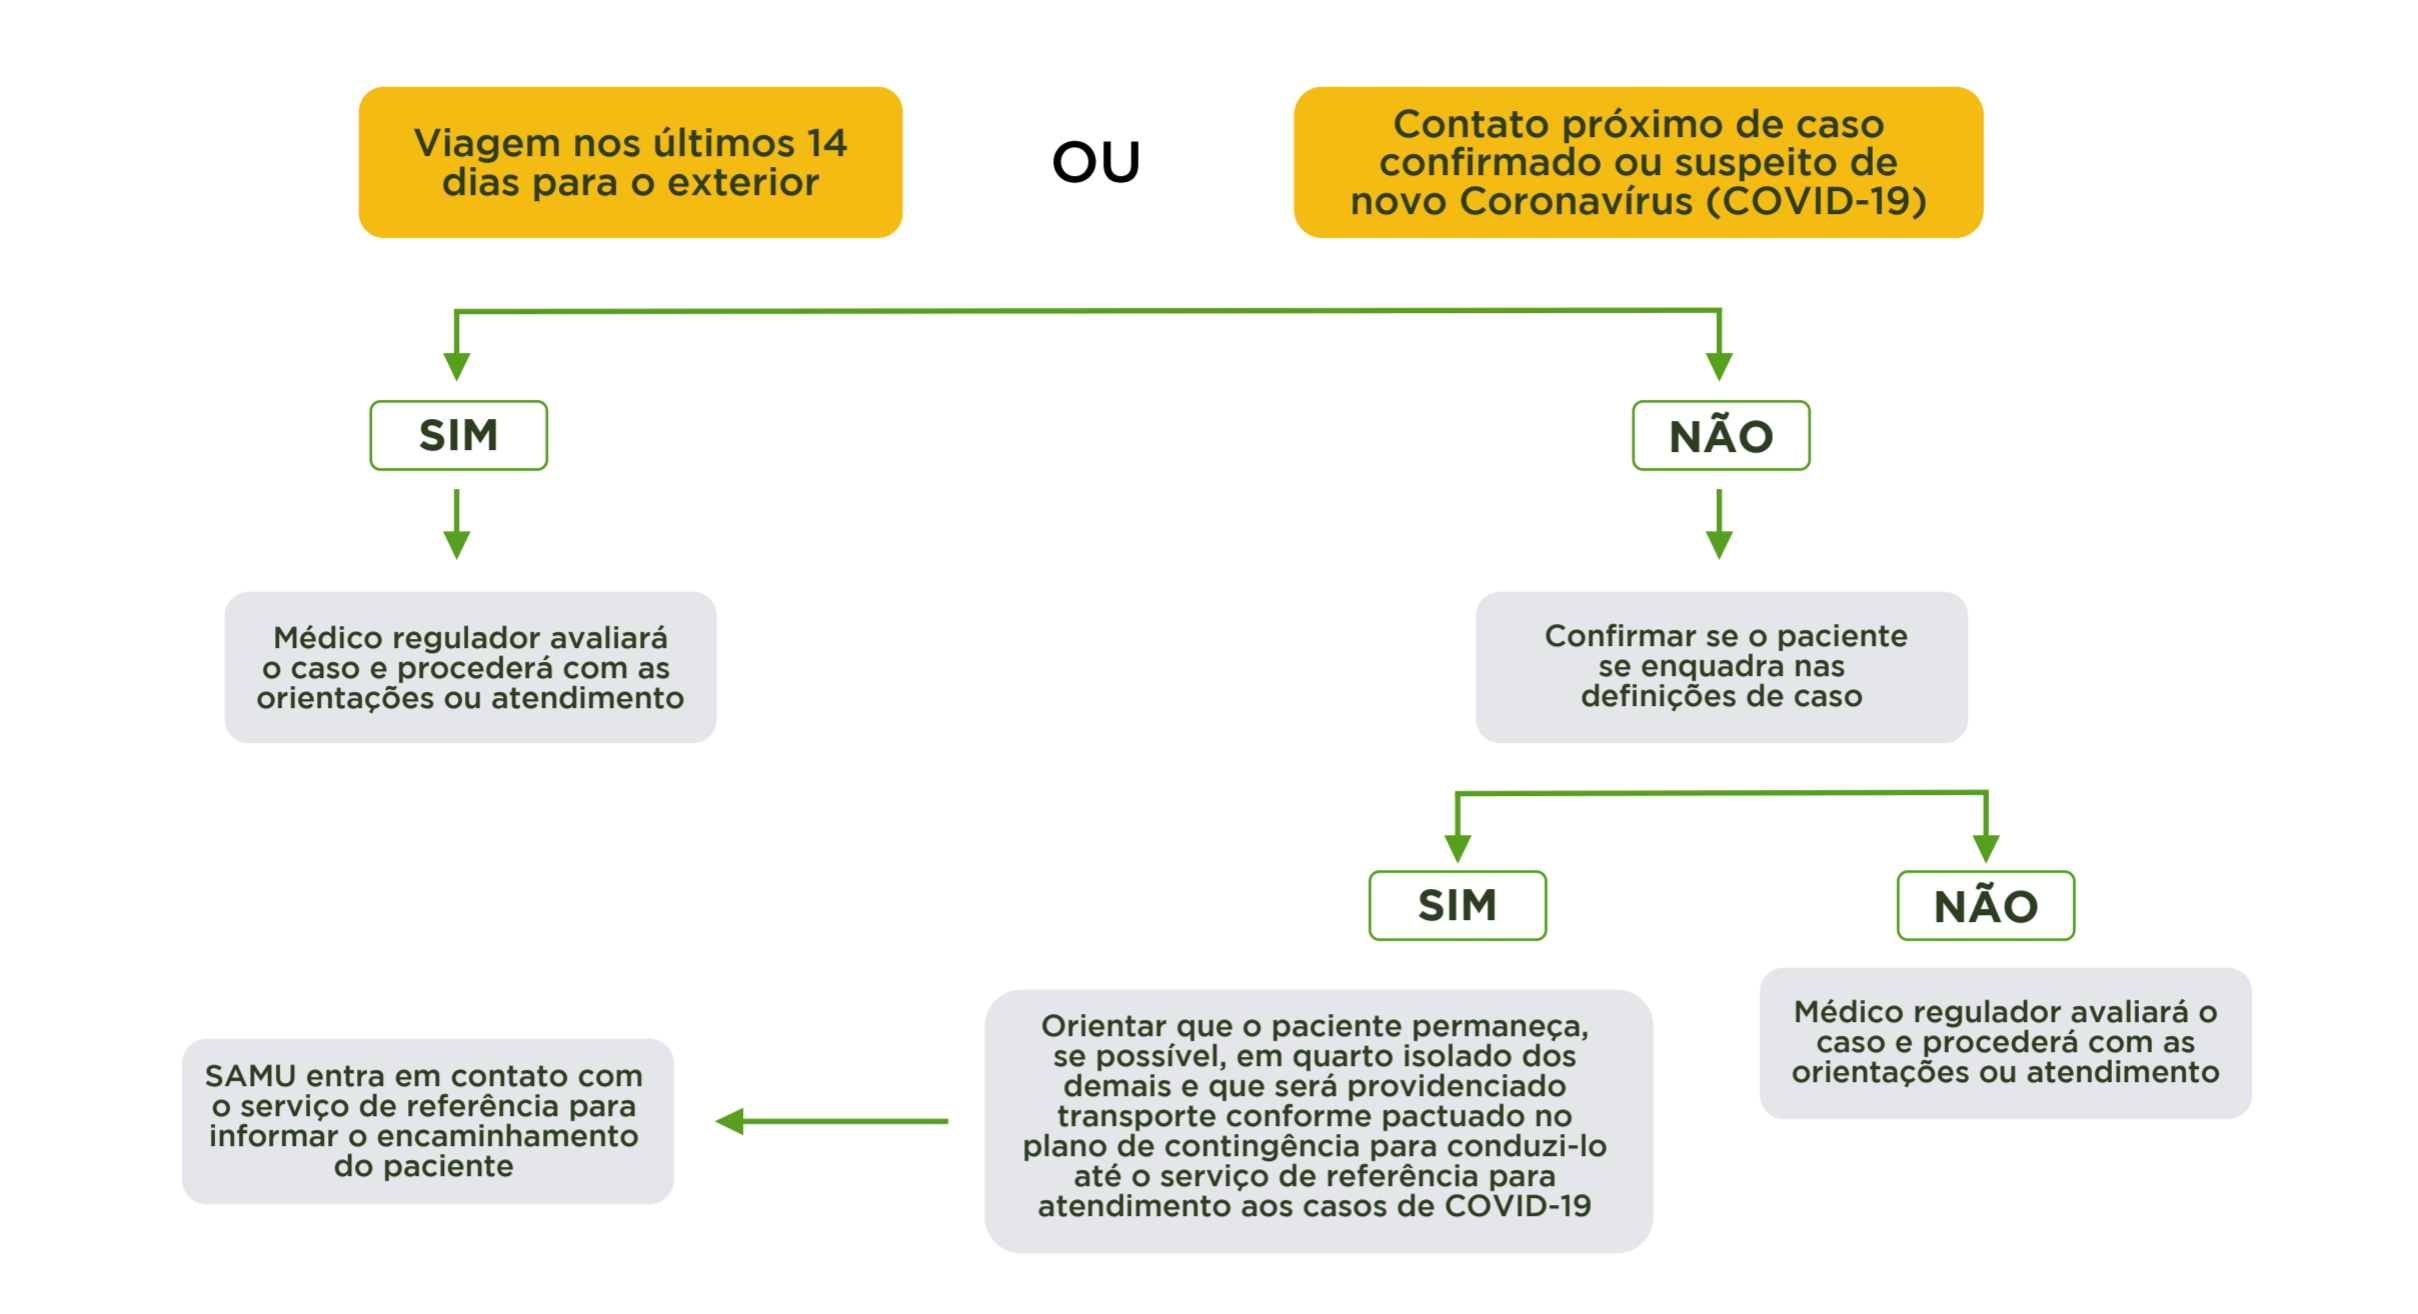 Viagem nos últimos 14
dias para o exterior
OU
Contato próximo de caso
confirmado ou suspeito de
novo Coronavírus (COVID-19)
SIM
NÃO
Médico regulador avaliará
o caso e procederá com as
orientações ou atendimento
Confirmar se o paciente
se enquadra nas
definições de caso
SIM
NÃO
Orientar que o paciente permaneça,
se possível, em quarto isolado dos
demais e que será providenciado
transporte conforme pactuado no
plano de contingência para conduzi-lo
até o serviço de referência para
atendimento aos casos de COVID-19
Médico regulador avaliará o
caso e procederá com as
orientações ou atendimento
SAMU entra em contato com
o serviço de referência para
informar o encaminhamento
do paciente